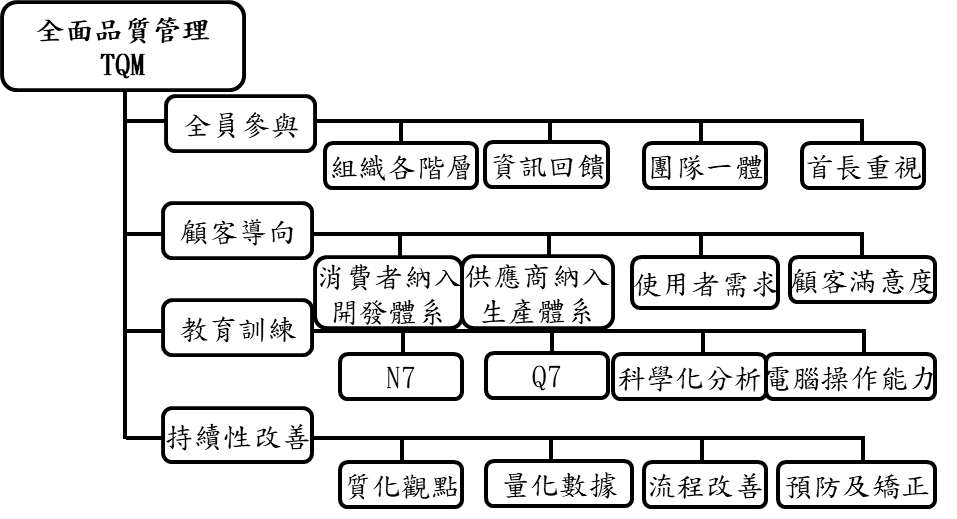 全面品質管理
TQM
全員參與
組織各階層
資訊回饋
團隊一體
首長重視
顧客導向
消費者納入
開發體系
供應商納入
生產體系
使用者需求
顧客滿意度
教育訓練
N7
Q7
科學化分析
電腦操作能力
持續性改善
質化觀點
量化數據
流程改善
預防及矯正